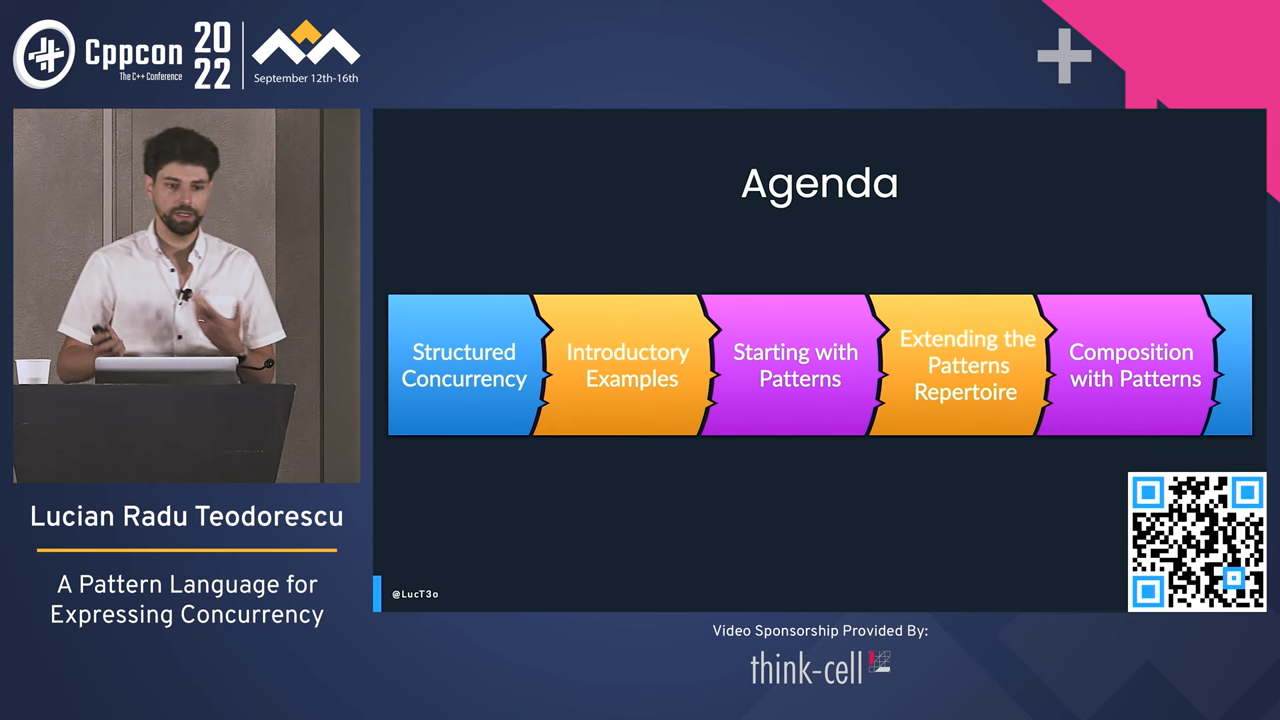 Cppcon
The C++ Conference
20
22
September 12th-16th
Agenda
Structured
Concurrency
Introductory
Examples
Starting with
Patterns
Extending the
Patterns
Repertoire
Composition
with Patterns
@LucT3o
Lucian Radu Teodorescu
A Pattern Language for
Expressing Concurrency
Video Sponsorship Provided By:
think-cell